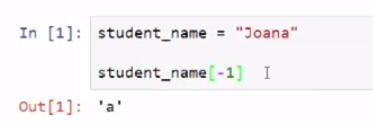 In [1]: student_name = "Joana"
student_name[-1]
Out[1]: 'a'